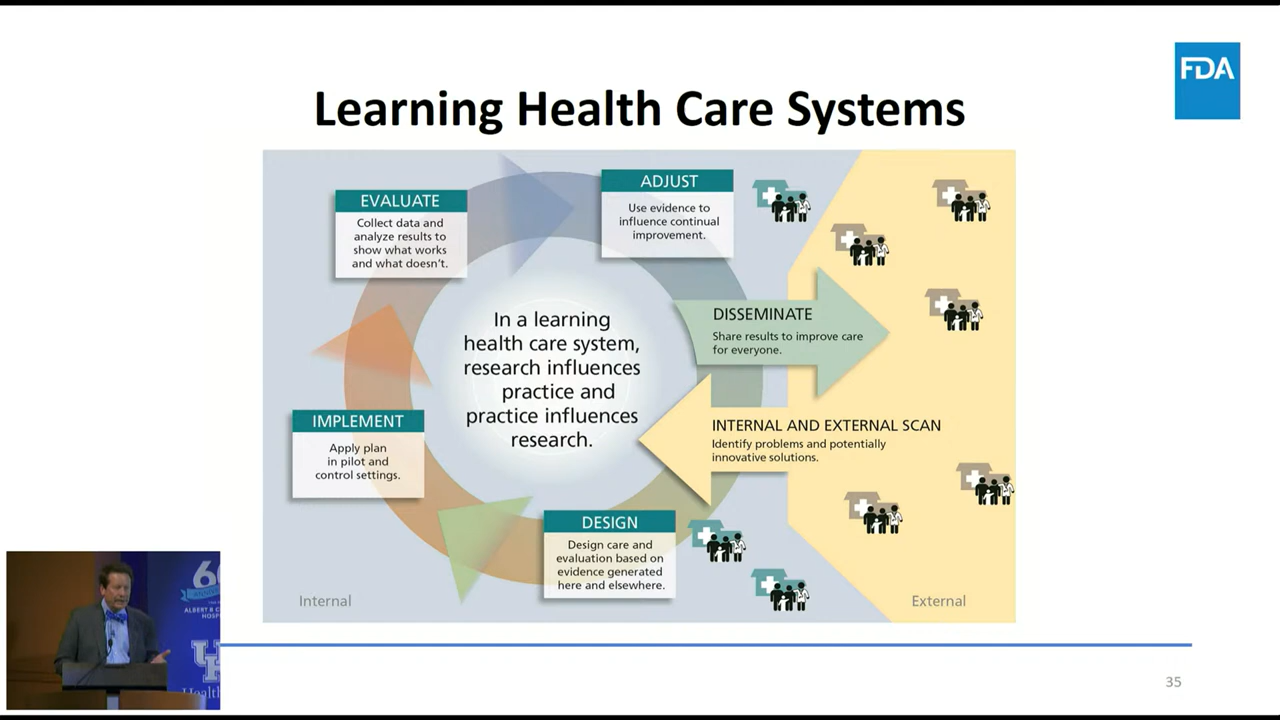 FDA
Learning Health Care Systems
EVALUATE
Collect data and
analyze results to
show what works
and what doesn't.
ADJUST
Use evidence to
influence continual
improvement.
In a learning
health care system,
research influences
practice and
practice influences
research.
DISSEMINATE
Share results to improve care
for everyone.
INTERNAL AND EXTERNAL SCAN
Identify problems and potentially
innovative solutions.
IMPLEMENT
Apply plan
in pilot and
control settings.
DESIGN
Design care and
evaluation based on
evidence generated
here and elsewhere.
Internal
External
ALBERT B
HOSP
UK
Health
35